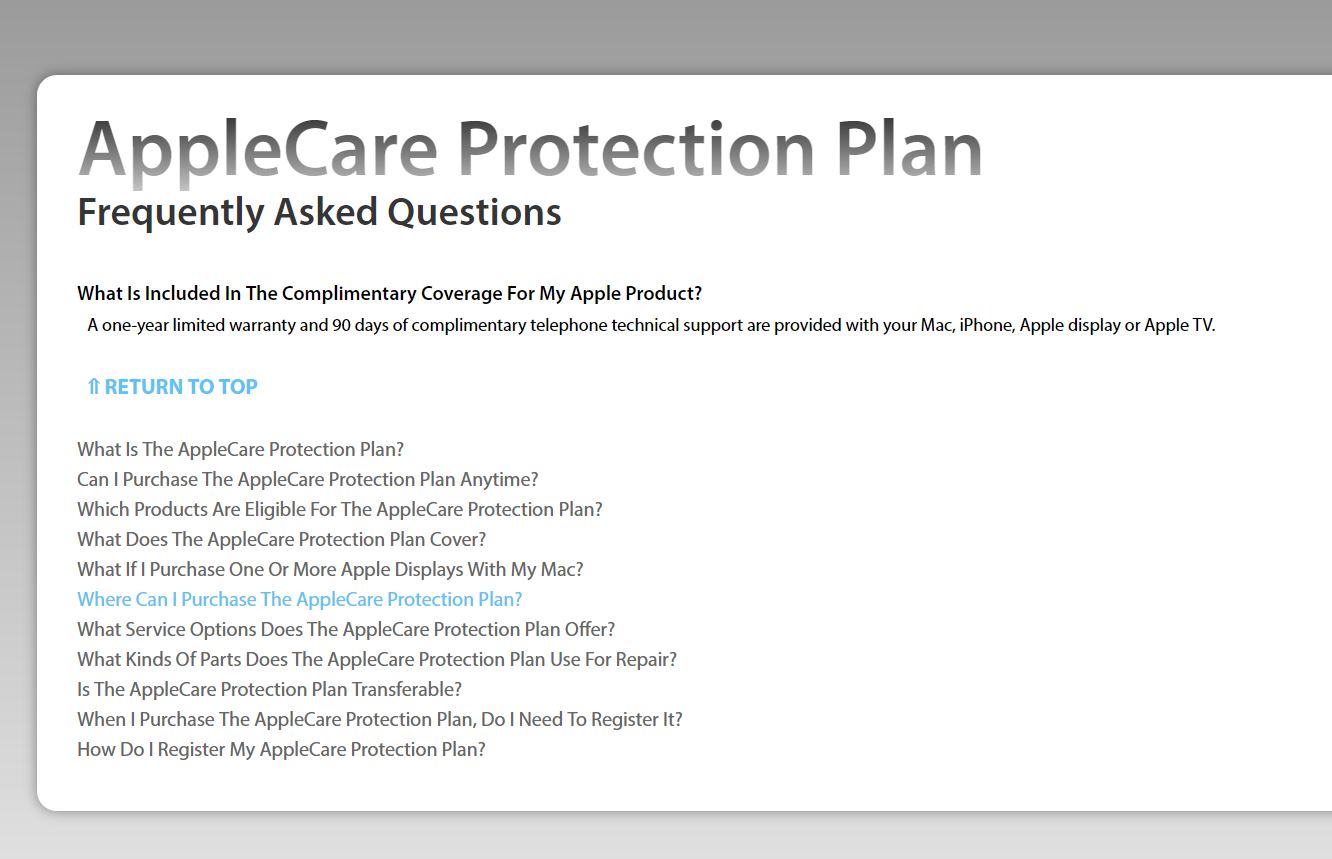 AppleCare Protection Plan
Frequently Asked Questions
What Is Included In The Complimentary Coverage For My Apple Product?
A one-year limited warranty and 90 days of complimentary telephone technical support are provided with your Mac, iPhone, Apple display or Apple TV.
⇑ RETURN TO TOP
What Is The AppleCare Protection Plan?
Can I Purchase The AppleCare Protection Plan Anytime?
Which Products Are Eligible For The AppleCare Protection Plan?
What Does The AppleCare Protection Plan Cover?
What If I Purchase One Or More Apple Displays With My Mac?
Where Can I Purchase The AppleCare Protection Plan?
What Service Options Does The AppleCare Protection Plan Offer?
What Kinds Of Parts Does The AppleCare Protection Plan Use For Repair?
Is The AppleCare Protection Plan Transferable?
When I Purchase The AppleCare Protection Plan, Do I Need To Register It?
How Do I Register My AppleCare Protection Plan?